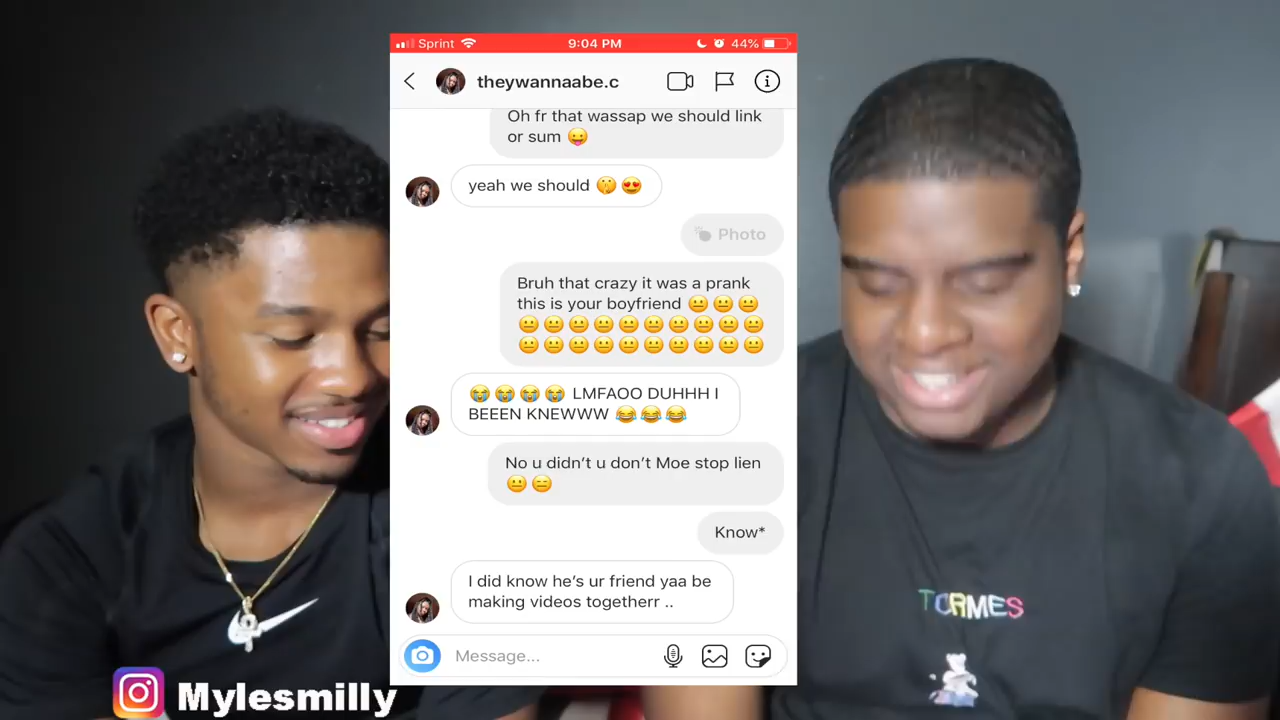 Sprint 9:04 PM 44%
theywannaabe.c
Oh fr that wassap we should link
or sum 😛
yeah we should 🤫 😍
Photo
Bruh that crazy it was a prank
this is your boyfriend 😐 😐 😐
😐 😐 😐 😐 😐 😐 😐 😐 😐 😐
😐 😐 😐 😐 😐 😐 😐 😐 😐 😐
😭 😭 😭 😭 LMFAOO DUHHH I
BEEEN KNEWWW 😂 😂 😂
No u didn't u don't Moe stop lien
😐 😑
Know*
I did know he's ur friend yaa be
making videos togetherr ..
Message...
TORMES
Mylesmilly